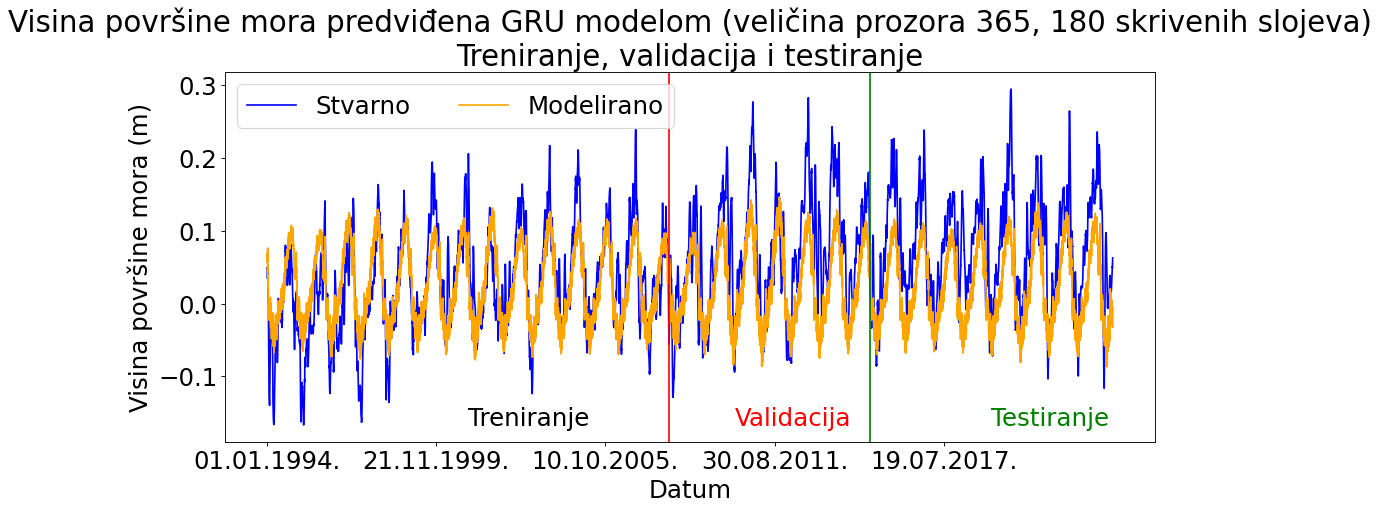 Visina površine mora predviđena GRU modelom (veličina prozora 365, 180 skrivenih slojeva)
Treniranje, validacija i testiranje
Stvarno
Modelirano
Visina površine mora (m)
0.3
0.2
0.1
0.0
−0.1
Treniranje
Validacija
Testiranje
01.01.1994.
21.11.1999.
10.10.2005.
30.08.2011.
19.07.2017.
Datum